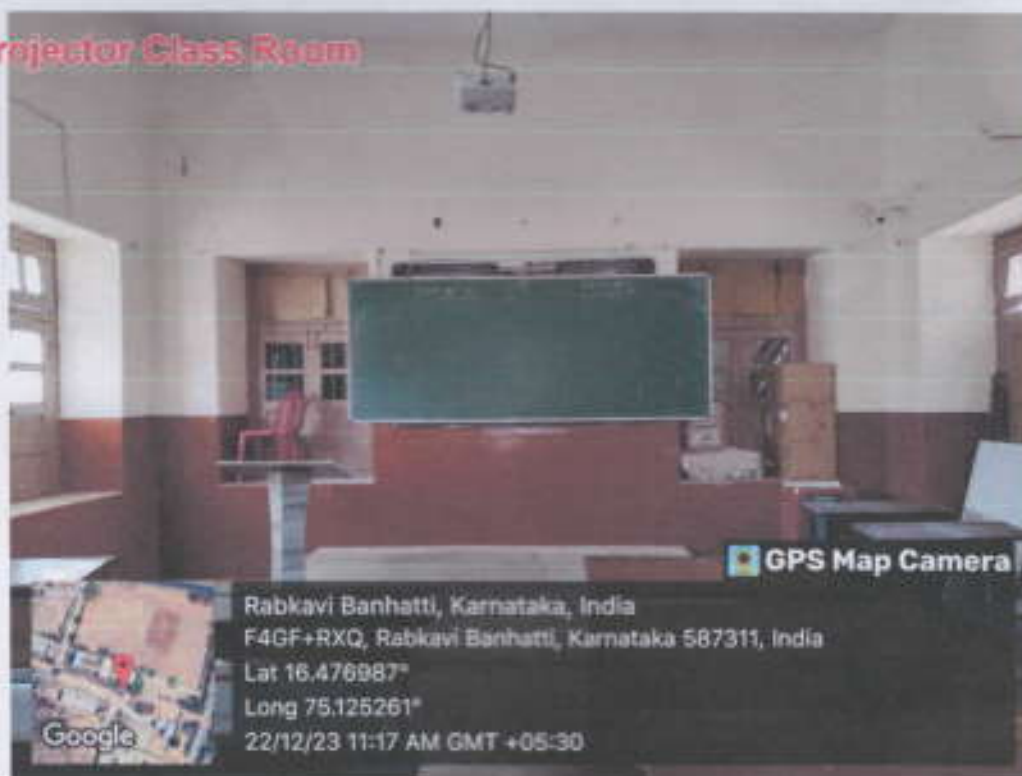 rojector Class Room
GPS Map Camera
Rabkavi Banhatti, Karnataka, India
F4GF+RXQ, Rabkavi Banhatti, Karnataka 587311, India
Lat 16.476987°
Long 75.125261°
22/12/23 11:17 AM GMT +05:30
Google